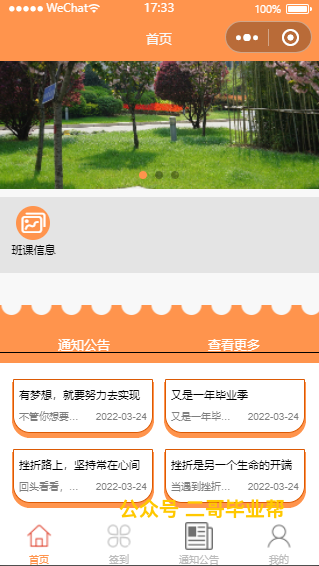 WeChat 17:33 100%
首页
班课信息
通知公告 查看更多
有梦想，就要努力去实现
不管你想要... 2022-03-24
又是一年毕业季
又是一年毕... 2022-03-24
挫折路上，坚持常在心间
回头看看，... 2022-03-24
挫折是另一个生命的开端
当遇到挫折... 2022-03-24
公众号 二哥毕业帮
首页 签到 通知公告 我的